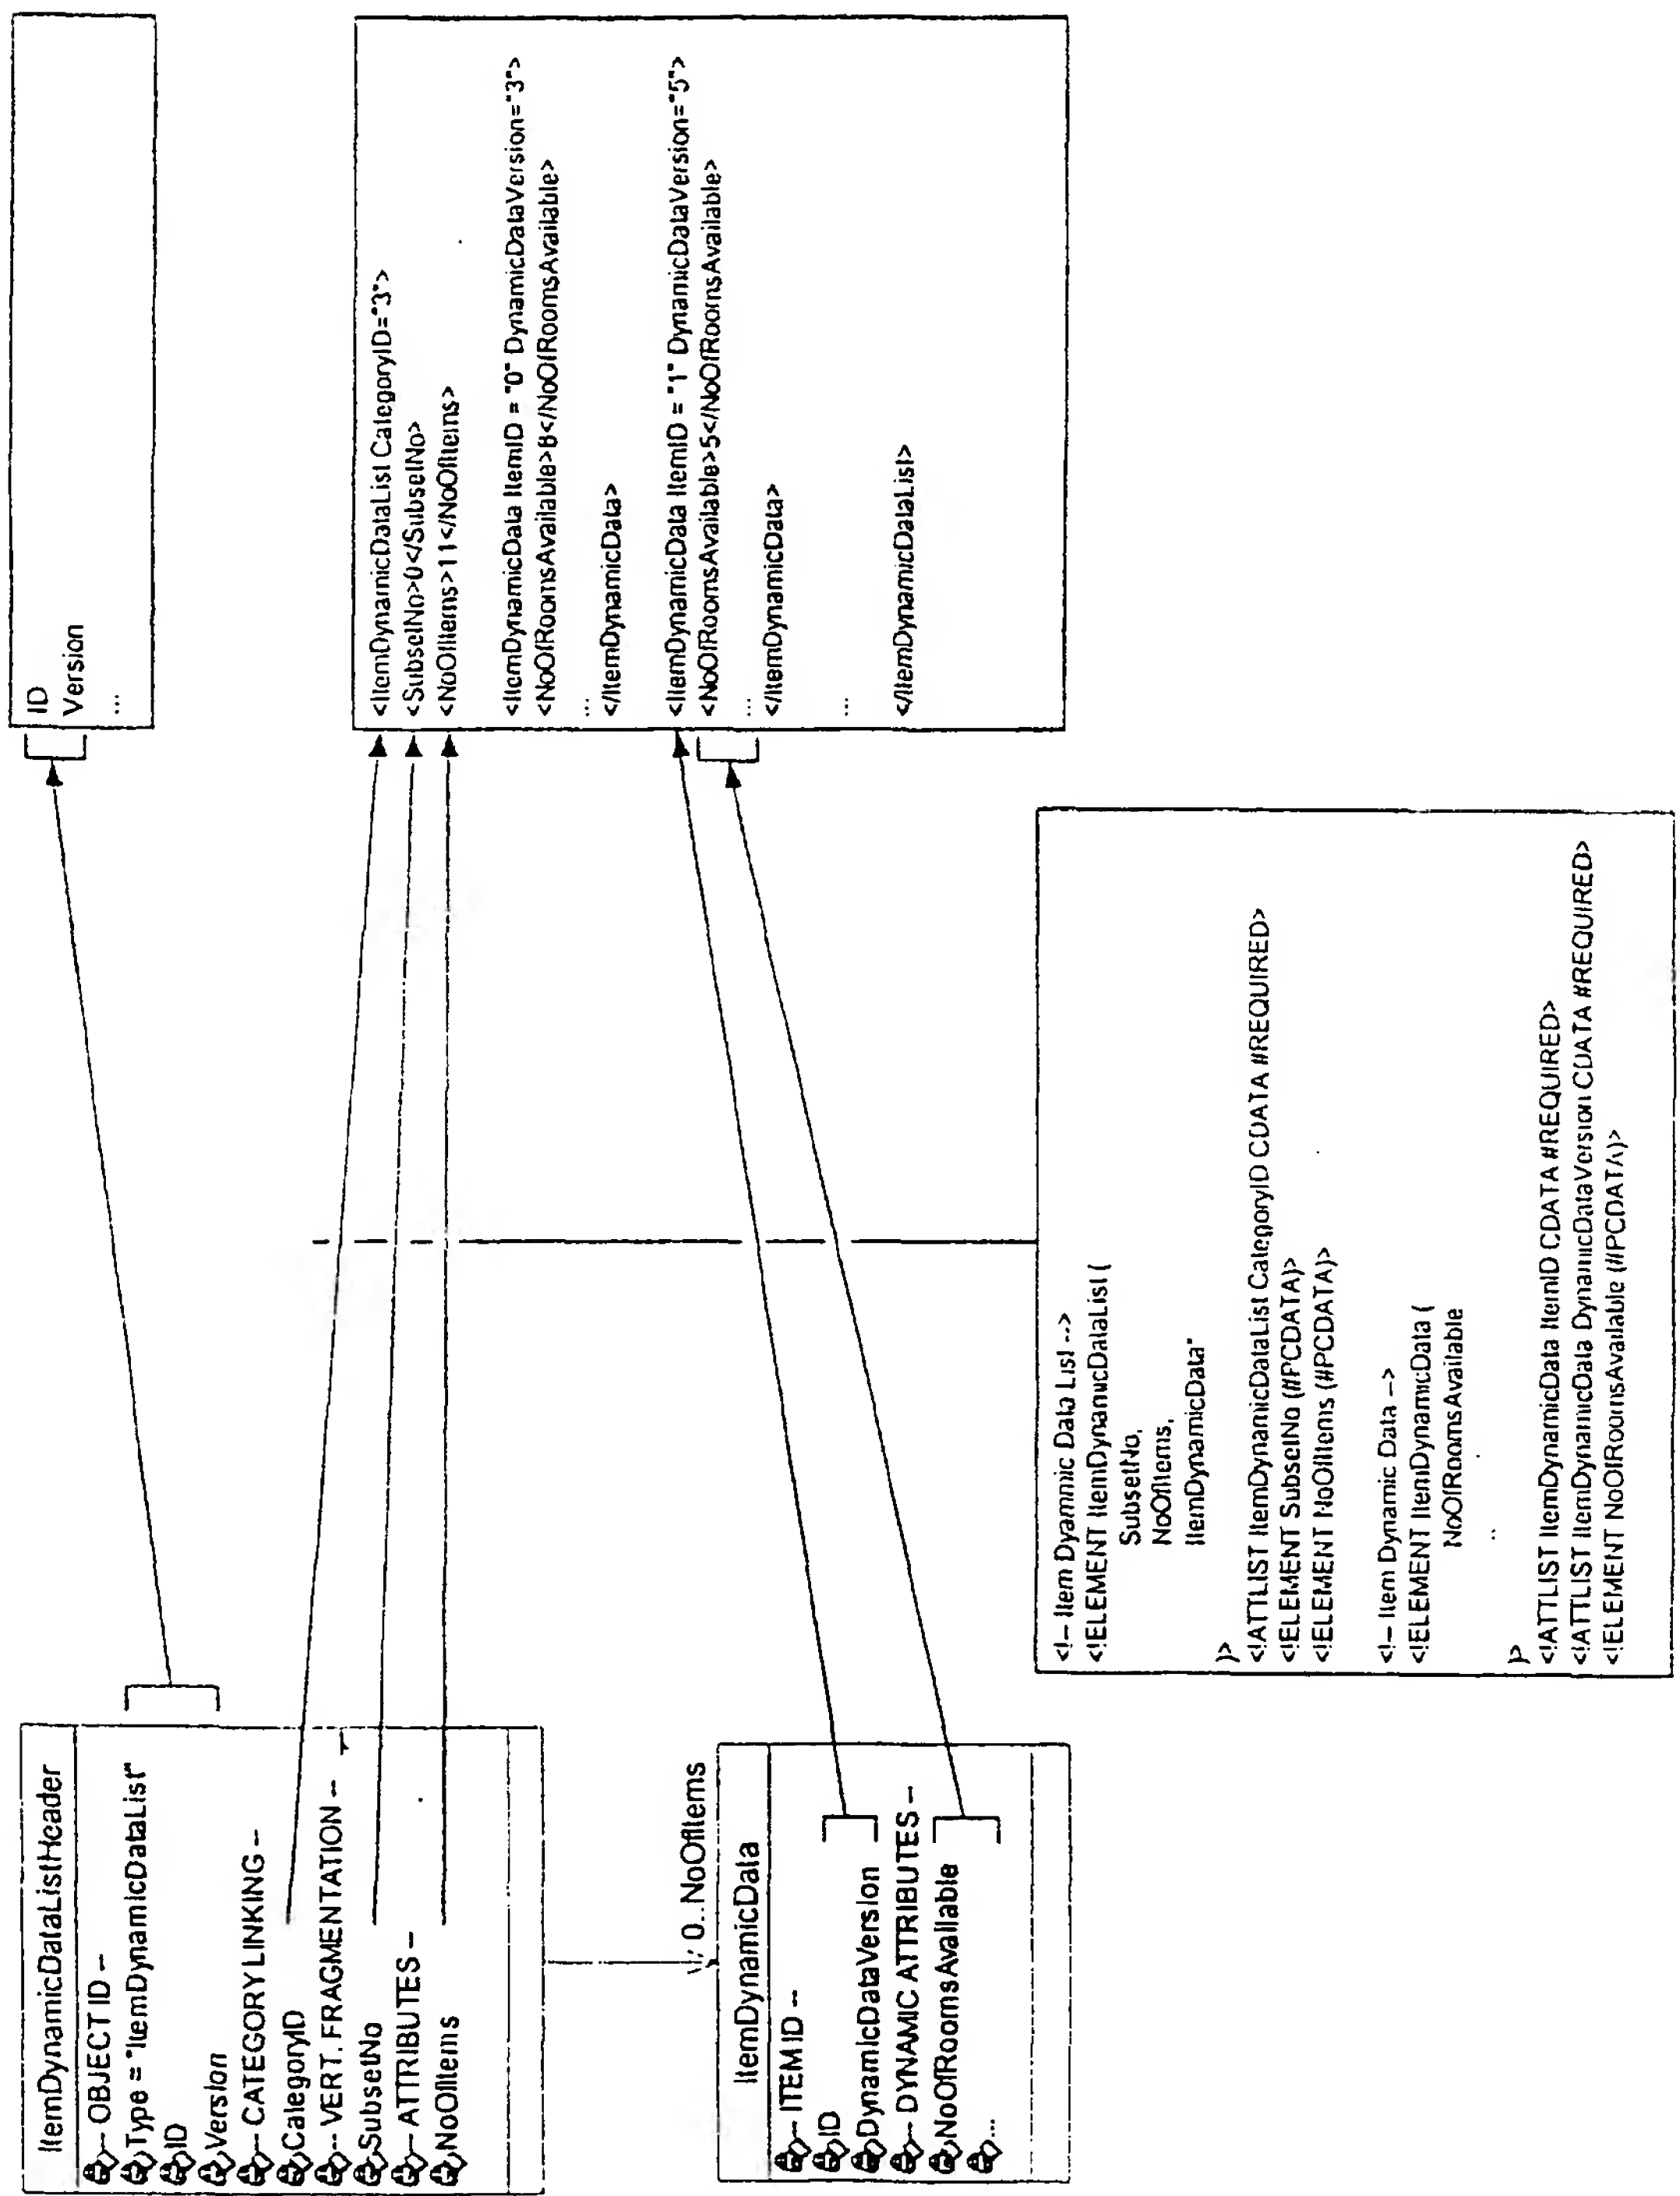 ItemDynamicDataListHeader
-- OBJECT ID --
Type = "ItemDynamicDataList"
ID
Version
-- CATEGORY LINKING --
CategoryID
-- VERT. FRAGMENTATION --
SubsetNo
-- ATTRIBUTES --
NoOfItems
0..NoOfItems
ItemDynamicData
-- ITEM ID --
ID
DynamicDataVersion
-- DYNAMIC ATTRIBUTES --
NoOfRoomsAvailable
...
ID
Version
...
<ItemDynamicDataList CategoryID="3">
<SubsetNo>0</SubsetNo>
<NoOfItems>11</NoOfItems>
<ItemDynamicData ItemID = "0" DynamicDataVersion="3">
<NoOfRoomsAvailable>8</NoOfRoomsAvailable>
...
</ItemDynamicData>
<ItemDynamicData ItemID = "1" DynamicDataVersion="5">
<NoOfRoomsAvailable>5</NoOfRoomsAvailable>
...
</ItemDynamicData>
...
</ItemDynamicDataList>
<!-- Item Dyamnic Data List -->
<!ELEMENT ItemDynamicDataList (
SubsetNo,
NoOfItems,
ItemDynamicData*
)>
<!ATTLIST ItemDynamicDataList CategoryID CDATA #REQUIRED>
<!ELEMENT SubsetNo (#PCDATA)>
<!ELEMENT NoOfItems (#PCDATA)>
<!-- Item Dynamic Data -->
<!ELEMENT ItemDynamicData (
NoOfRoomsAvailable
..
)>
<!ATTLIST ItemDynamicData ItemID CDATA #REQUIRED>
<!ATTLIST ItemDynamicData DynamicDataVersion CDATA #REQUIRED>
<!ELEMENT NoOfRoomsAvailable (#PCDATA)>